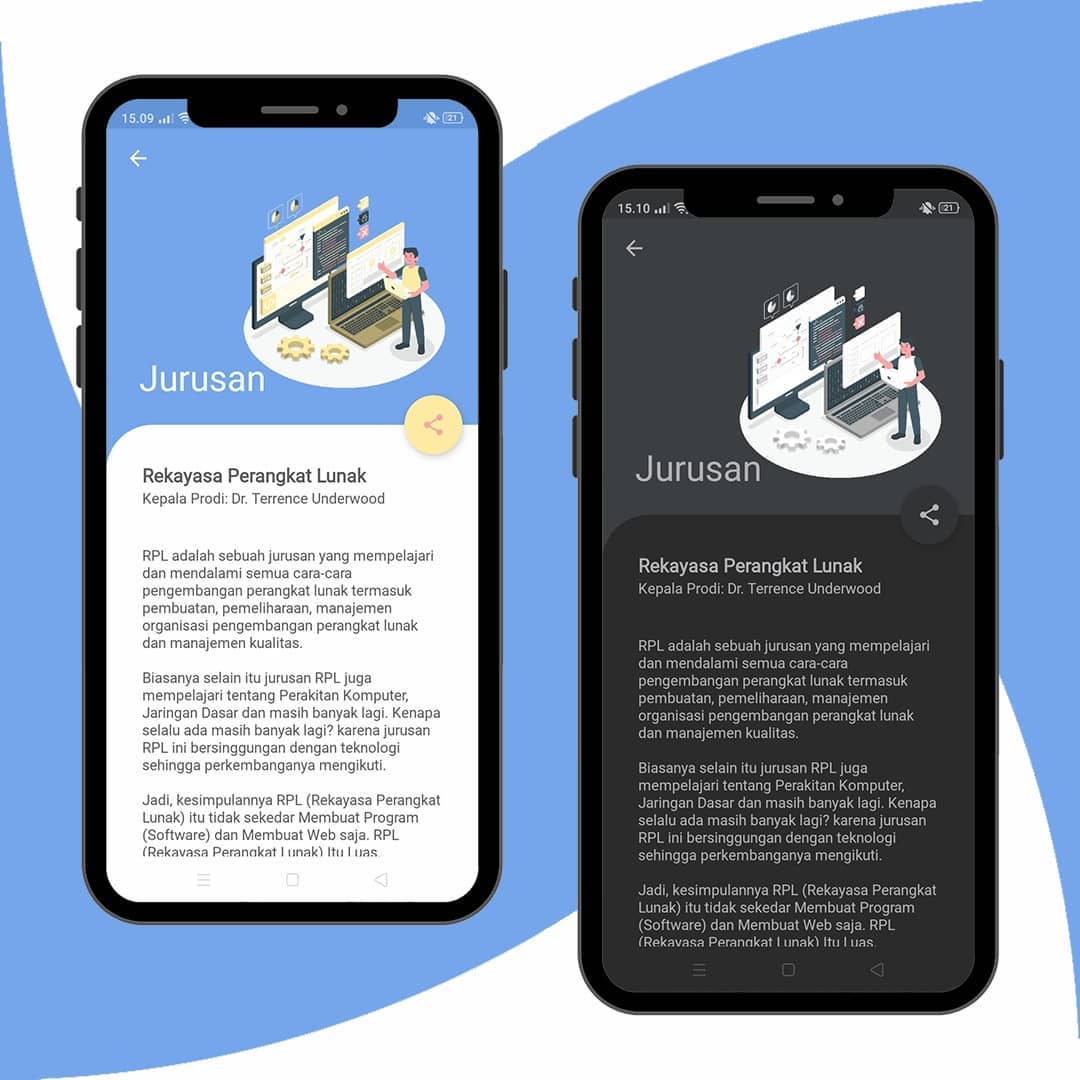 15.09
21
Jurusan
Rekayasa Perangkat Lunak
Kepala Prodi: Dr. Terrence Underwood
RPL adalah sebuah jurusan yang mempelajari
dan mendalami semua cara-cara
pengembangan perangkat lunak termasuk
pembuatan, pemeliharaan, manajemen
organisasi pengembangan perangkat lunak
dan manajemen kualitas.
Biasanya selain itu jurusan RPL juga
mempelajari tentang Perakitan Komputer,
Jaringan Dasar dan masih banyak lagi. Kenapa
selalu ada masih banyak lagi? karena jurusan
RPL ini bersinggungan dengan teknologi
sehingga perkembanganya mengikuti.
Jadi, kesimpulannya RPL (Rekayasa Perangkat
Lunak) itu tidak sekedar Membuat Program
(Software) dan Membuat Web saja. RPL
(Rekayasa Perangkat Lunak) Itu Luas.
15.10
21
Jurusan
Rekayasa Perangkat Lunak
Kepala Prodi: Dr. Terrence Underwood
RPL adalah sebuah jurusan yang mempelajari
dan mendalami semua cara-cara
pengembangan perangkat lunak termasuk
pembuatan, pemeliharaan, manajemen
organisasi pengembangan perangkat lunak
dan manajemen kualitas.
Biasanya selain itu jurusan RPL juga
mempelajari tentang Perakitan Komputer,
Jaringan Dasar dan masih banyak lagi. Kenapa
selalu ada masih banyak lagi? karena jurusan
RPL ini bersinggungan dengan teknologi
sehingga perkembanganya mengikuti.
Jadi, kesimpulannya RPL (Rekayasa Perangkat
Lunak) itu tidak sekedar Membuat Program
(Software) dan Membuat Web saja. RPL
(Rekayasa Perangkat Lunak) Itu Luas.